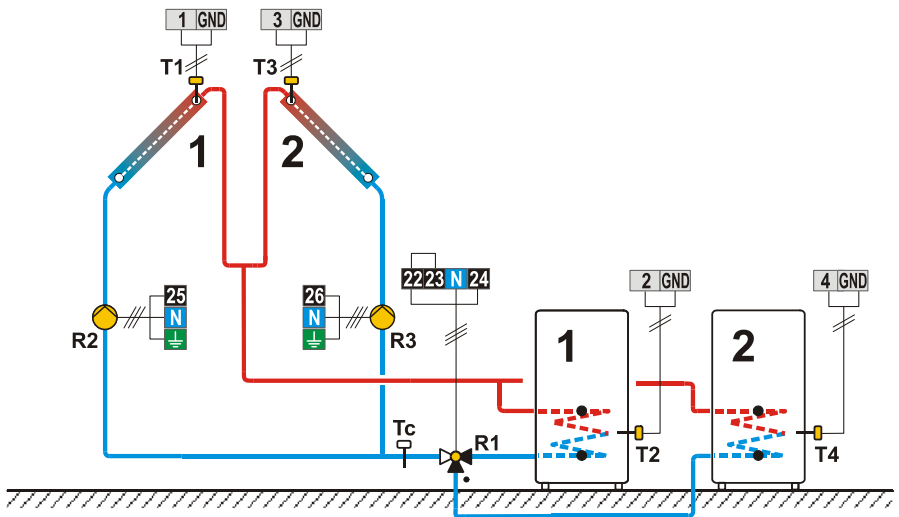 1 GND
3 GND
T1
T3
1
2
22 23 N 24
2 GND
4 GND
25
N
26
N
R2
R3
1
2
Tc
R1
T2
T4